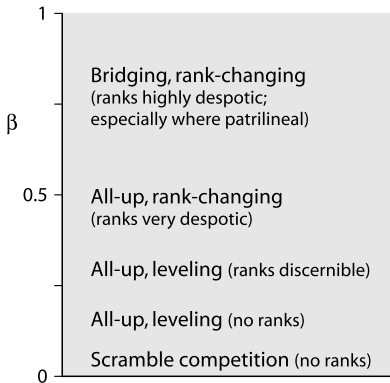 1
Bridging, rank-changing
(ranks highly despotic;
especially where patrilineal)
β
0.5
All-up, rank-changing
(ranks very despotic)
All-up, leveling (ranks discernible)
All-up, leveling (no ranks)
Scramble competition (no ranks)
0